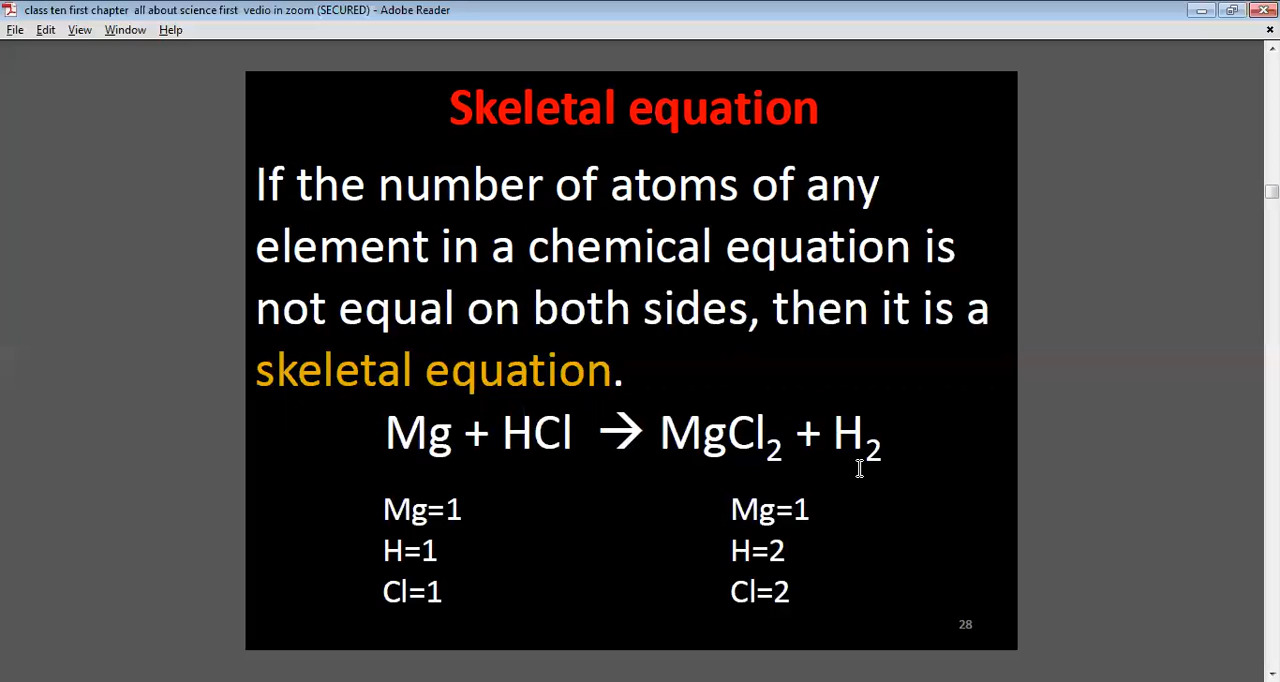 class ten first chapter all about science first vedio in zoom (SECURED) - Adobe Reader
File Edit View Window Help
Skeletal equation
If the number of atoms of any
element in a chemical equation is
not equal on both sides, then it is a
skeletal equation.
Mg + HCl → MgCl₂ + H₂
Mg=1 Mg=1
H=1 H=2
Cl=1 Cl=2
28